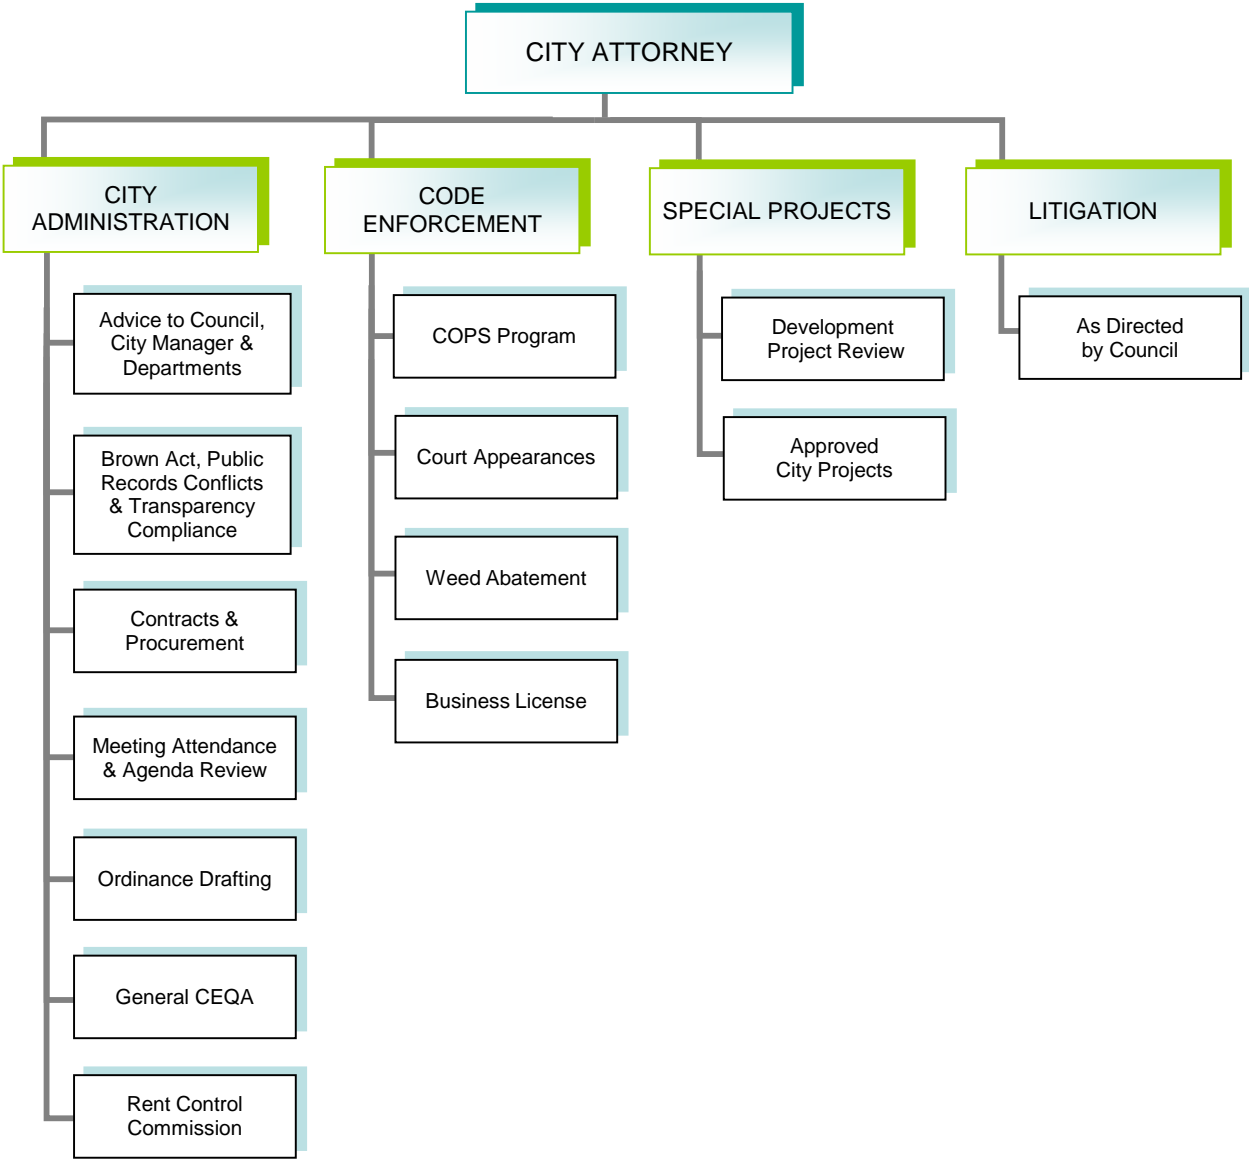 CITY ATTORNEY
CITY
ADMINISTRATION
Advice to Council,
City Manager &
Departments
Brown Act, Public
Records Conflicts
& Transparency
Compliance
Contracts &
Procurement
Meeting Attendance
& Agenda Review
Ordinance Drafting
General CEQA
Rent Control
Commission
CODE
ENFORCEMENT
COPS Program
Court Appearances
Weed Abatement
Business License
SPECIAL PROJECTS
Development
Project Review
Approved
City Projects
LITIGATION
As Directed
by Council